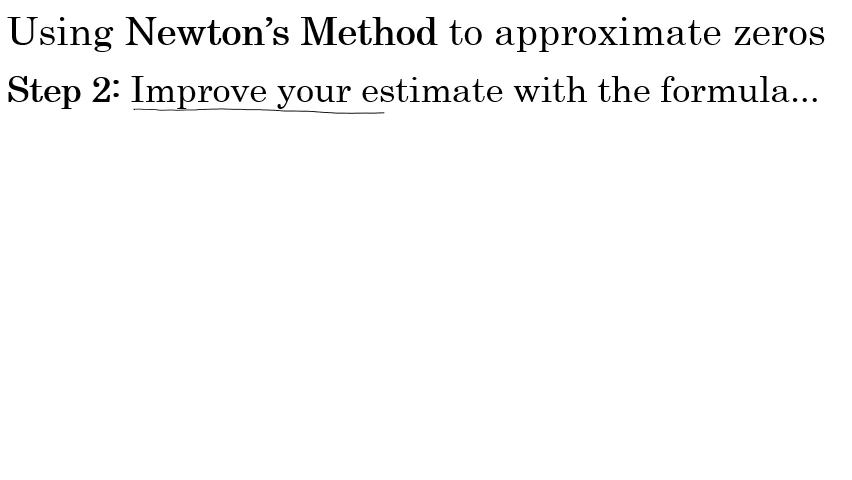 Using Newton's Method to approximate zeros
Step 2: Improve your estimate with the formula...